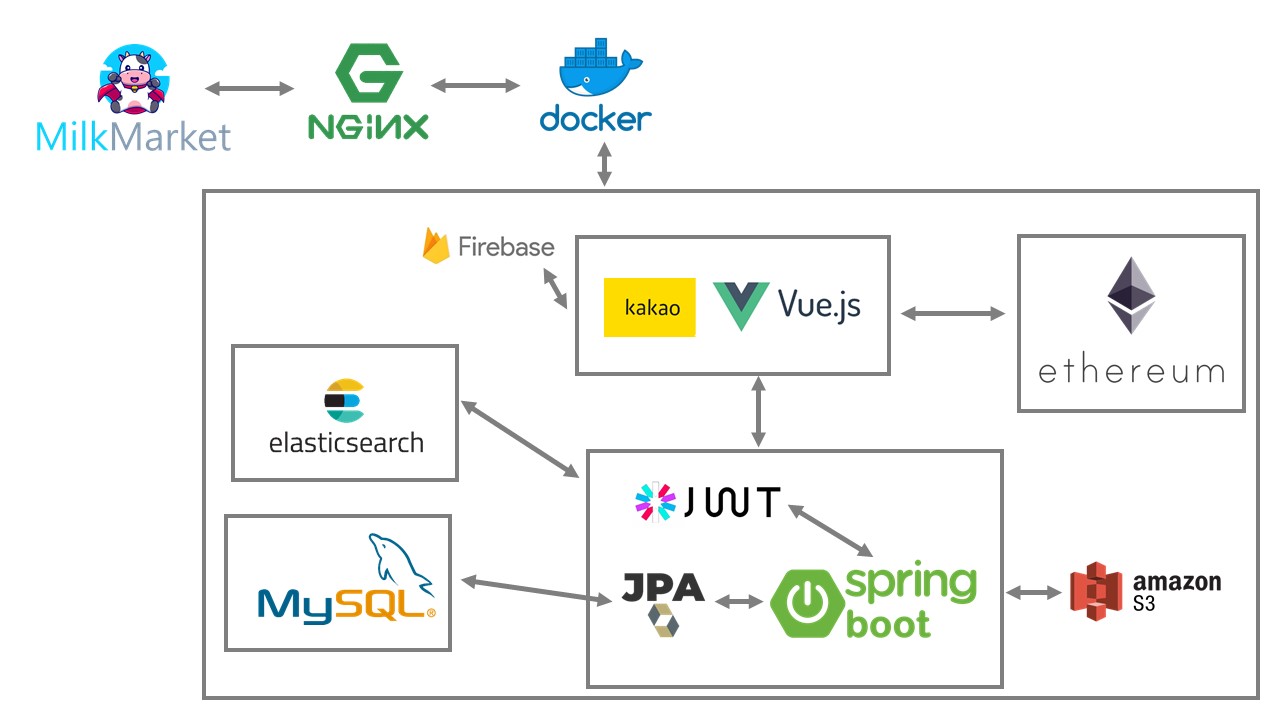 MilkMarket
NGiNX
docker
Firebase
kakao
Vue.js
ethereum
elasticsearch
JWT
MySQL®
JPA
spring
boot
amazon
S3